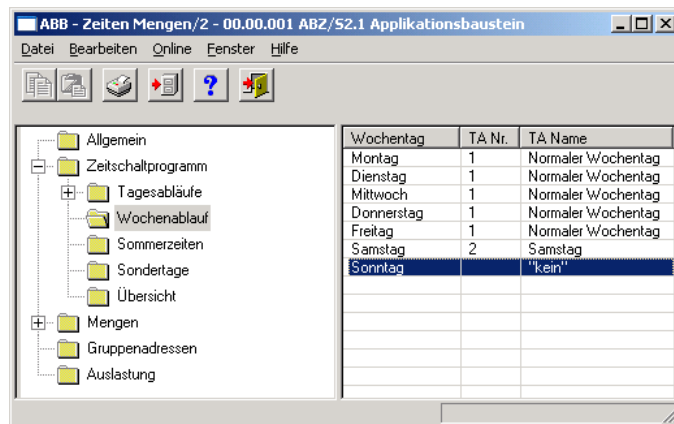 ABB - Zeiten Mengen/2 - 00.00.001 ABZ/S2.1 Applikationsbaustein
Datei Bearbeiten Online Fenster Hilfe
Allgemein
Zeitschaltprogramm
Tagesabläufe
Wochenablauf
Sommerzeiten
Sondertage
Übersicht
Mengen
Gruppenadressen
Auslastung
Wochentag TA Nr. TA Name
Montag 1 Normaler Wochentag
Dienstag 1 Normaler Wochentag
Mittwoch 1 Normaler Wochentag
Donnerstag 1 Normaler Wochentag
Freitag 1 Normaler Wochentag
Samstag 2 Samstag
Sonntag "kein"